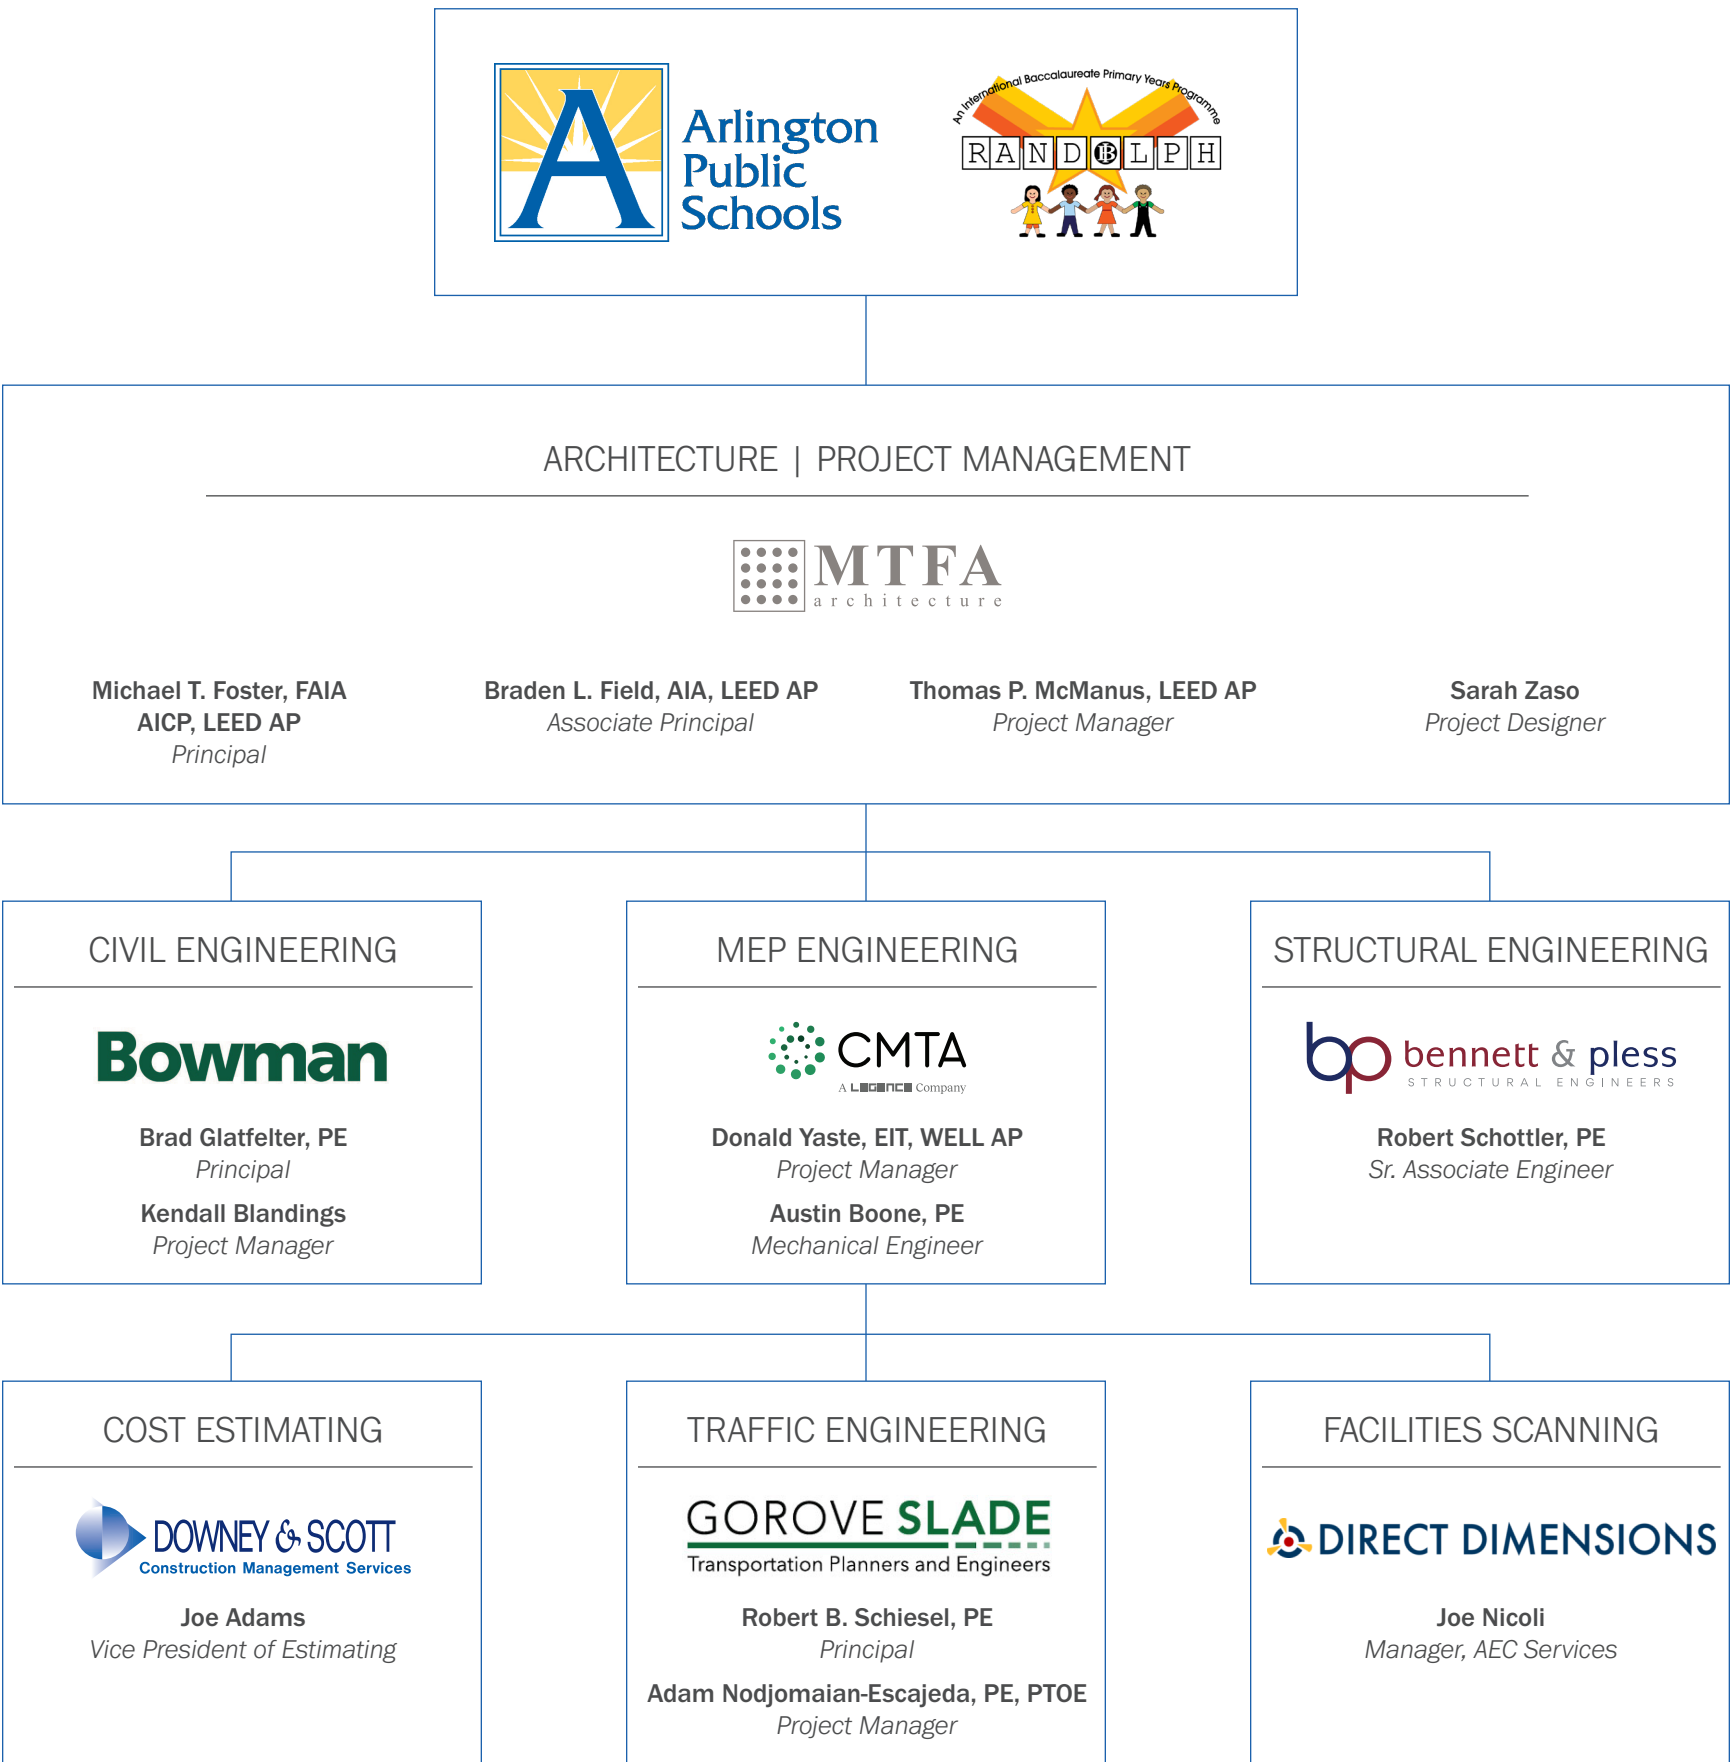 Arlington
Public
Schools
An International Baccalaureate Primary Years Programme
RANDOLPH
ARCHITECTURE | PROJECT MANAGEMENT
MTFA
architecture
Michael T. Foster, FAIA
AICP, LEED AP
Principal
Braden L. Field, AIA, LEED AP
Associate Principal
Thomas P. McManus, LEED AP
Project Manager
Sarah Zaso
Project Designer
CIVIL ENGINEERING
Bowman
Brad Glatfelter, PE
Principal
Kendall Blandings
Project Manager
MEP ENGINEERING
CMTA
A LEGENCE Company
Donald Yaste, EIT, WELL AP
Project Manager
Austin Boone, PE
Mechanical Engineer
STRUCTURAL ENGINEERING
bp bennett & pless
STRUCTURAL ENGINEERS
Robert Schottler, PE
Sr. Associate Engineer
COST ESTIMATING
DOWNEY & SCOTT
Construction Management Services
Joe Adams
Vice President of Estimating
TRAFFIC ENGINEERING
GOROVE SLADE
Transportation Planners and Engineers
Robert B. Schiesel, PE
Principal
Adam Nodjomaian-Escajeda, PE, PTOE
Project Manager
FACILITIES SCANNING
DIRECT DIMENSIONS
Joe Nicoli
Manager, AEC Services